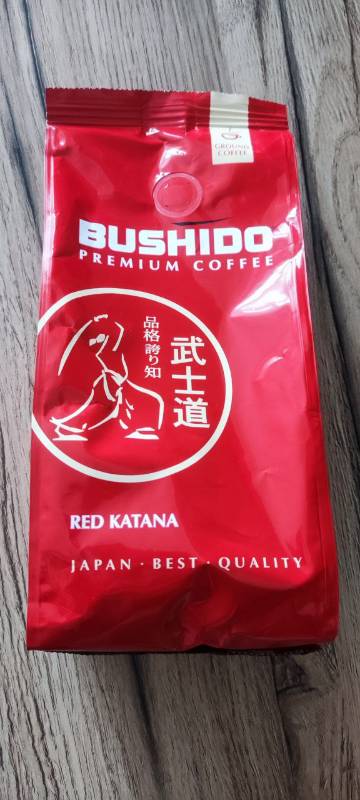 GROUND
COFFEE
BUSHIDO
PREMIUM COFFEE
武士道
品格 誇り知
RED KATANA
JAPAN · BEST · QUALITY